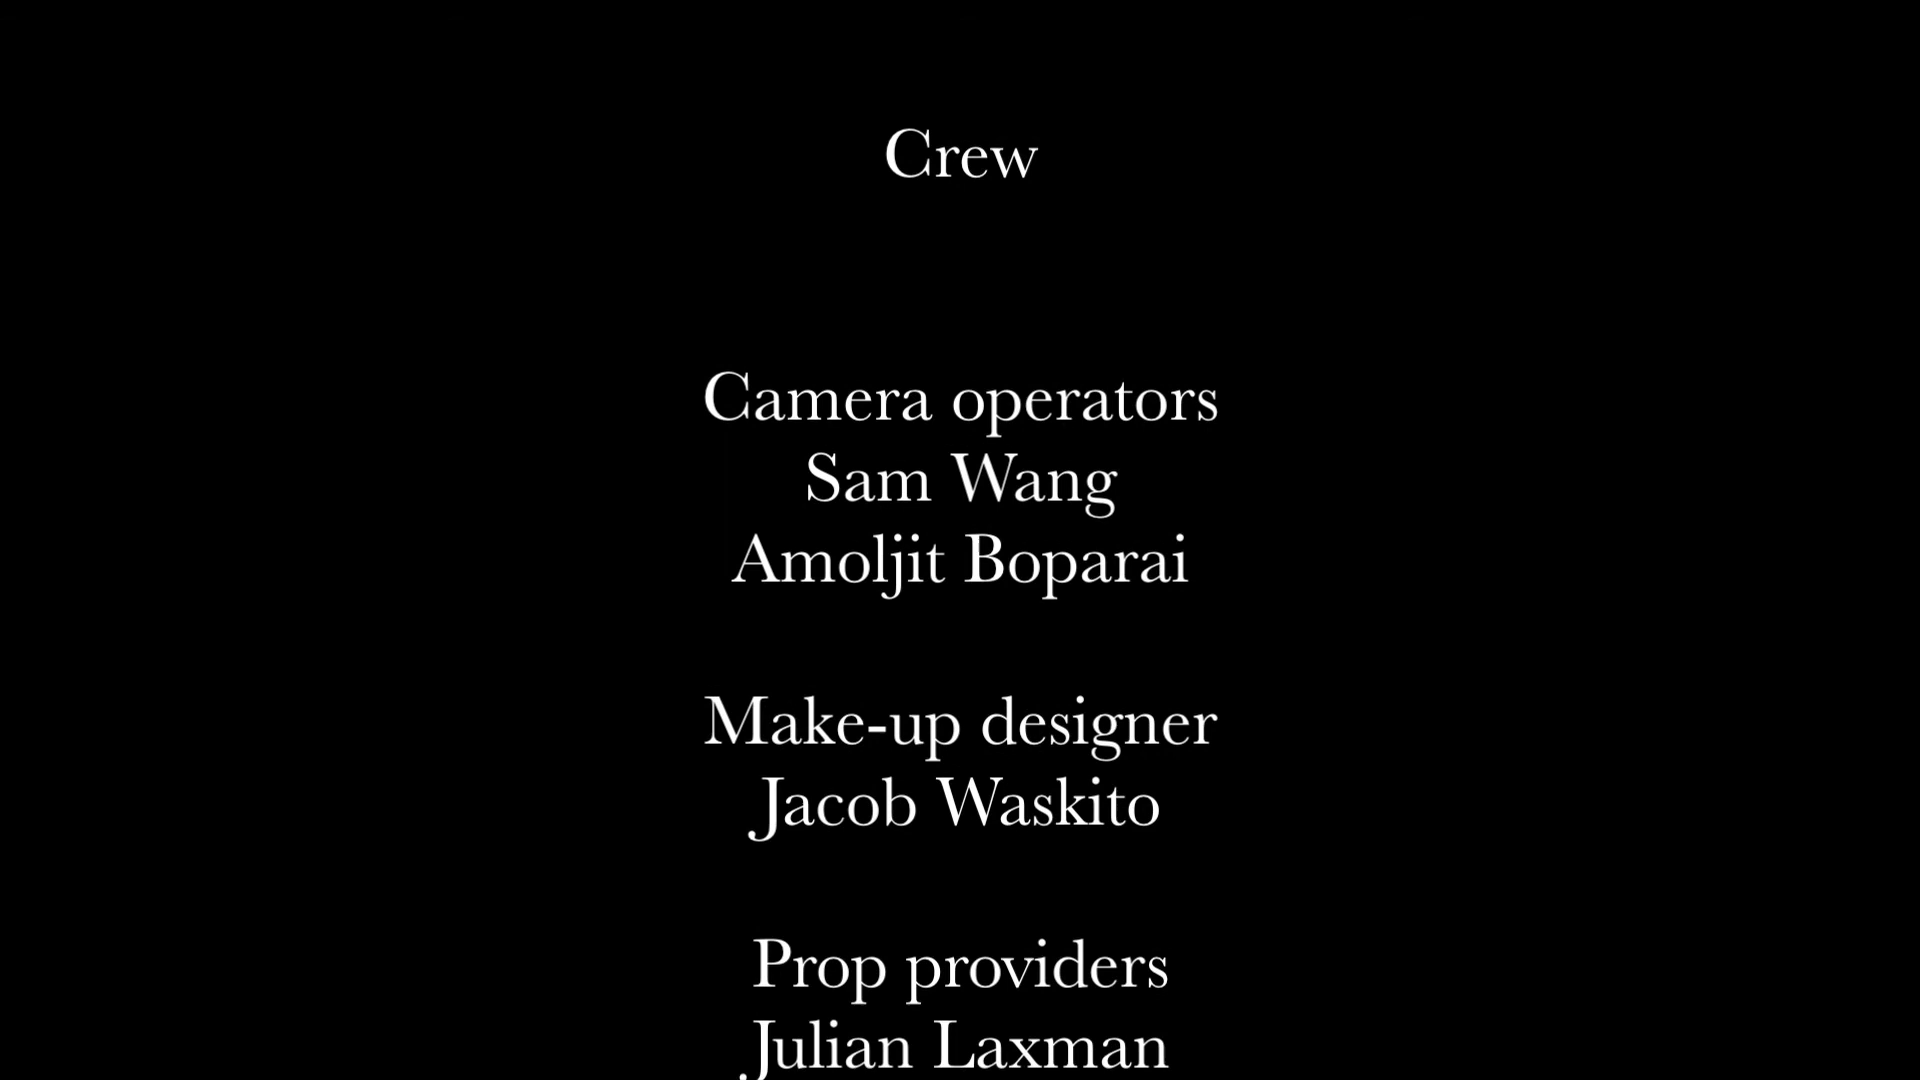 Crew
Camera operators
Sam Wang
Amoljit Boparai
Make-up designer
Jacob Waskito
Prop providers
Julian Laxman